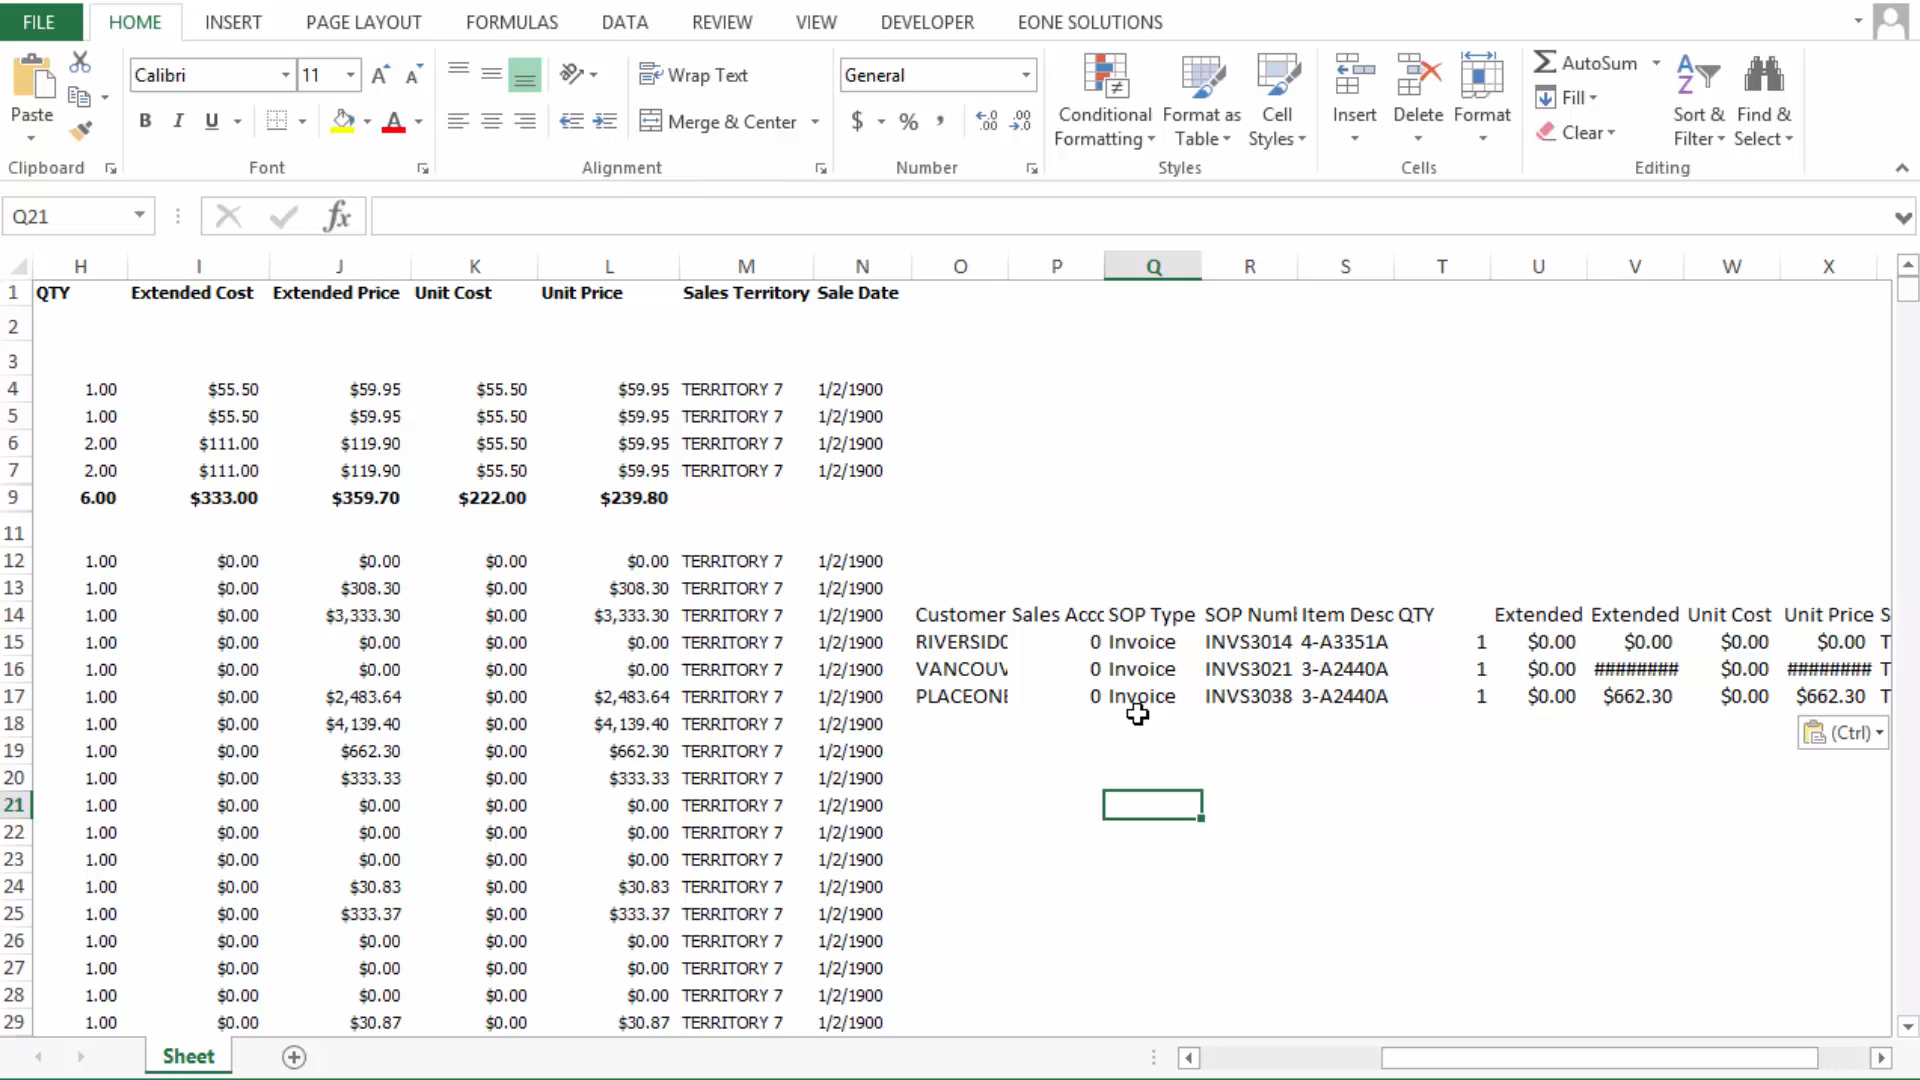 FILE HOME INSERT PAGE LAYOUT FORMULAS DATA REVIEW VIEW DEVELOPER EONE SOLUTIONS
Paste
Calibri 11 A A
B I U A
Wrap Text
Merge & Center
General
$ % , .0 .00 .00 .0
Conditional Formatting
Format as Table
Cell Styles
Insert
Delete
Format
AutoSum
Fill
Clear
Sort & Filter
Find & Select
Clipboard Font Alignment Number Styles Cells Editing
Q21 fx
H I J K L M N O P Q R S T U V W X
1 QTY Extended Cost Extended Price Unit Cost Unit Price Sales Territory Sale Date
2
3
4 1.00 $55.50 $59.95 $55.50 $59.95 TERRITORY 7 1/2/1900
5 1.00 $55.50 $59.95 $55.50 $59.95 TERRITORY 7 1/2/1900
6 2.00 $111.00 $119.90 $55.50 $59.95 TERRITORY 7 1/2/1900
7 2.00 $111.00 $119.90 $55.50 $59.95 TERRITORY 7 1/2/1900
9 6.00 $333.00 $359.70 $222.00 $239.80
11
12 1.00 $0.00 $0.00 $0.00 $0.00 TERRITORY 7 1/2/1900
13 1.00 $0.00 $308.30 $0.00 $308.30 TERRITORY 7 1/2/1900
14 1.00 $0.00 $3,333.30 $0.00 $3,333.30 TERRITORY 7 1/2/1900 Customer Sales Acco SOP Type SOP Numl Item Desc QTY Extended Extended Unit Cost Unit Price S
15 1.00 $0.00 $0.00 $0.00 $0.00 TERRITORY 7 1/2/1900 RIVERSIDO 0 Invoice INVS3014 4-A3351A 1 $0.00 $0.00 $0.00 $0.00 T
16 1.00 $0.00 $0.00 $0.00 $0.00 TERRITORY 7 1/2/1900 VANCOUV 0 Invoice INVS3021 3-A2440A 1 $0.00 ######## $0.00 ######## T
17 1.00 $0.00 $2,483.64 $0.00 $2,483.64 TERRITORY 7 1/2/1900 PLACEONE 0 Invoice INVS3038 3-A2440A 1 $0.00 $662.30 $0.00 $662.30 T
18 1.00 $0.00 $4,139.40 $0.00 $4,139.40 TERRITORY 7 1/2/1900 (Ctrl)
19 1.00 $0.00 $662.30 $0.00 $662.30 TERRITORY 7 1/2/1900
20 1.00 $0.00 $333.33 $0.00 $333.33 TERRITORY 7 1/2/1900
21 1.00 $0.00 $0.00 $0.00 $0.00 TERRITORY 7 1/2/1900
22 1.00 $0.00 $0.00 $0.00 $0.00 TERRITORY 7 1/2/1900
23 1.00 $0.00 $0.00 $0.00 $0.00 TERRITORY 7 1/2/1900
24 1.00 $0.00 $30.83 $0.00 $30.83 TERRITORY 7 1/2/1900
25 1.00 $0.00 $333.37 $0.00 $333.37 TERRITORY 7 1/2/1900
26 1.00 $0.00 $0.00 $0.00 $0.00 TERRITORY 7 1/2/1900
27 1.00 $0.00 $0.00 $0.00 $0.00 TERRITORY 7 1/2/1900
28 1.00 $0.00 $0.00 $0.00 $0.00 TERRITORY 7 1/2/1900
29 1.00 $0.00 $30.87 $0.00 $30.87 TERRITORY 7 1/2/1900
Sheet